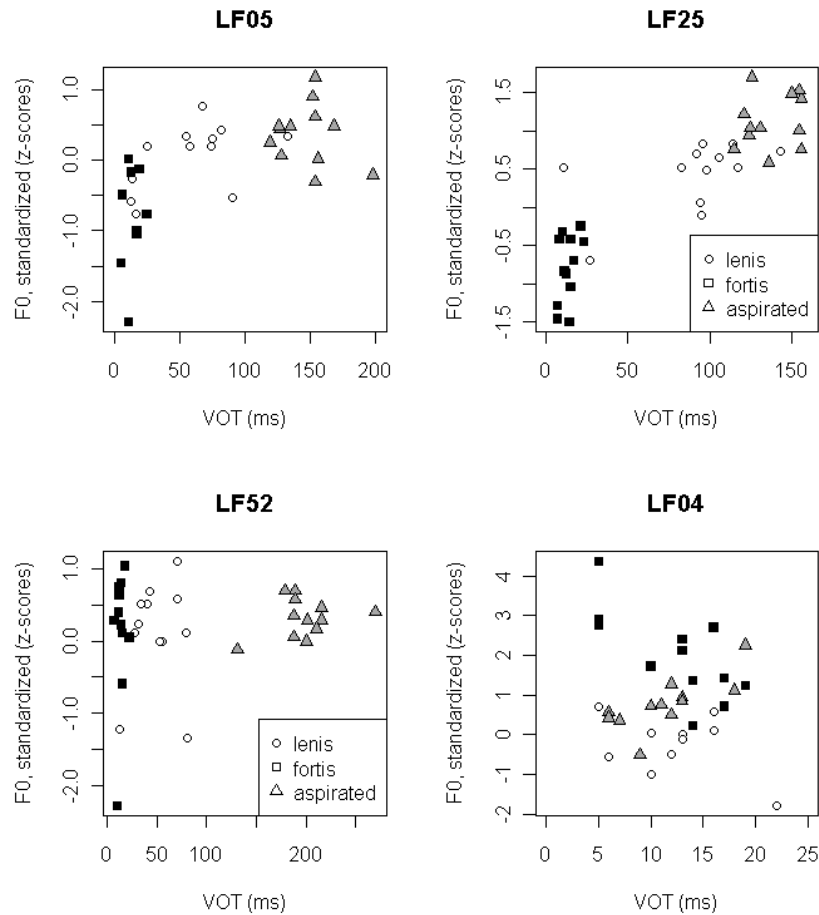 LF05
F0, standardized (z-scores)
1.0
0.0
-1.0
-2.0
0 50 100 150 200
VOT (ms)
LF25
F0, standardized (z-scores)
1.5
0.5
-0.5
-1.5
lenis
fortis
aspirated
0 50 100 150
VOT (ms)
LF52
F0, standardized (z-scores)
1.0
0.0
-1.0
-2.0
lenis
fortis
aspirated
0 50 100 200
VOT (ms)
LF04
F0, standardized (z-scores)
4
3
2
1
0
-1
-2
0 5 10 15 20 25
VOT (ms)